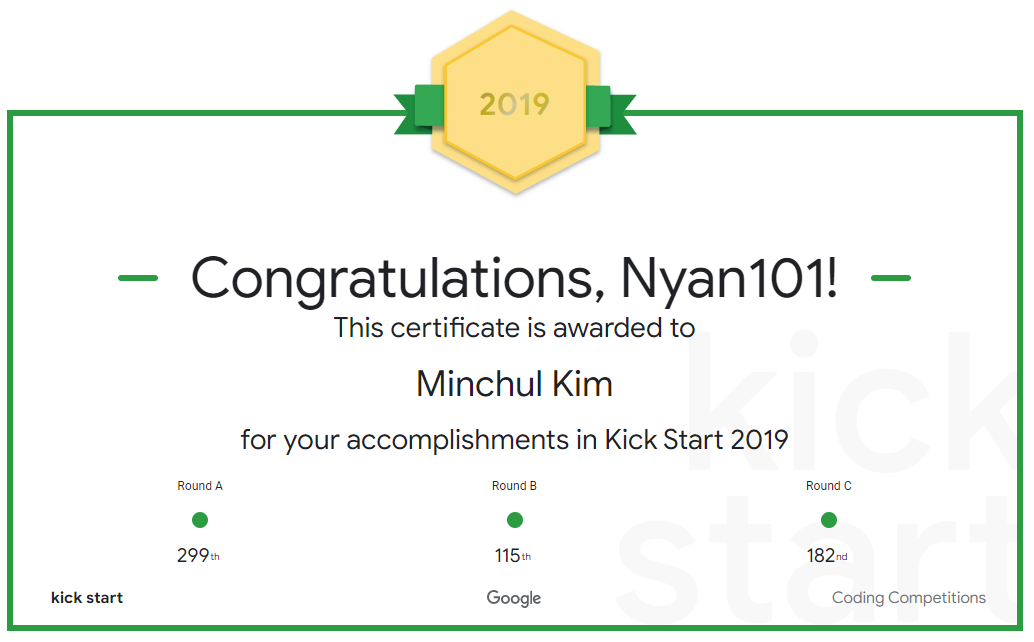 2019
Congratulations, Nyan101!
This certificate is awarded to
Minchul Kim
for your accomplishments in Kick Start 2019
Round A Round B Round C
299th 115th 182nd
kick start Google Coding Competitions
kick
start